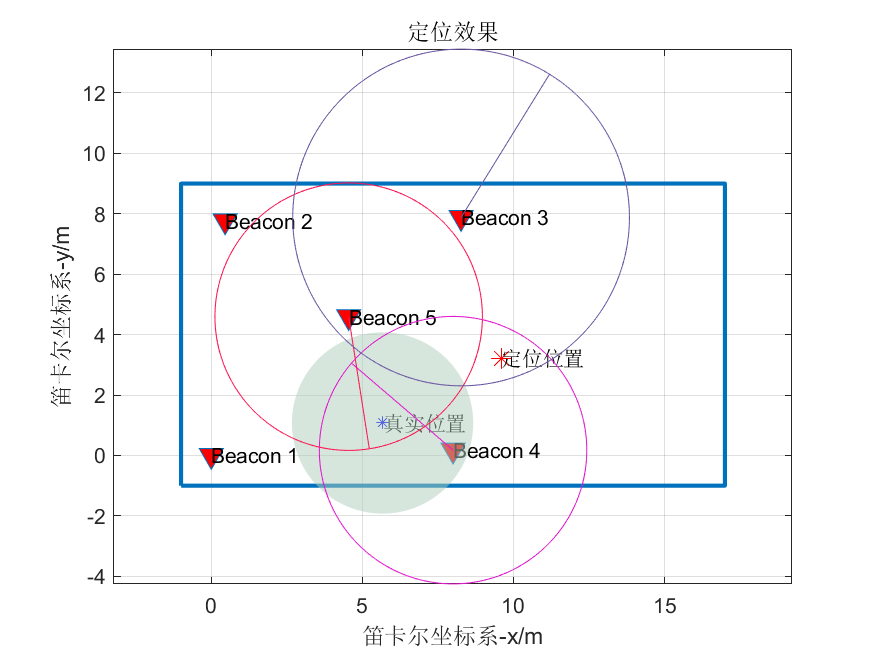 定位效果
12
10
8
6
4
2
0
-2
-4
笛卡尔坐标系-y/m
Beacon 2
Beacon 3
Beacon 5
定位位置
真实位置
Beacon 1
Beacon 4
0
5
10
15
笛卡尔坐标系-x/m